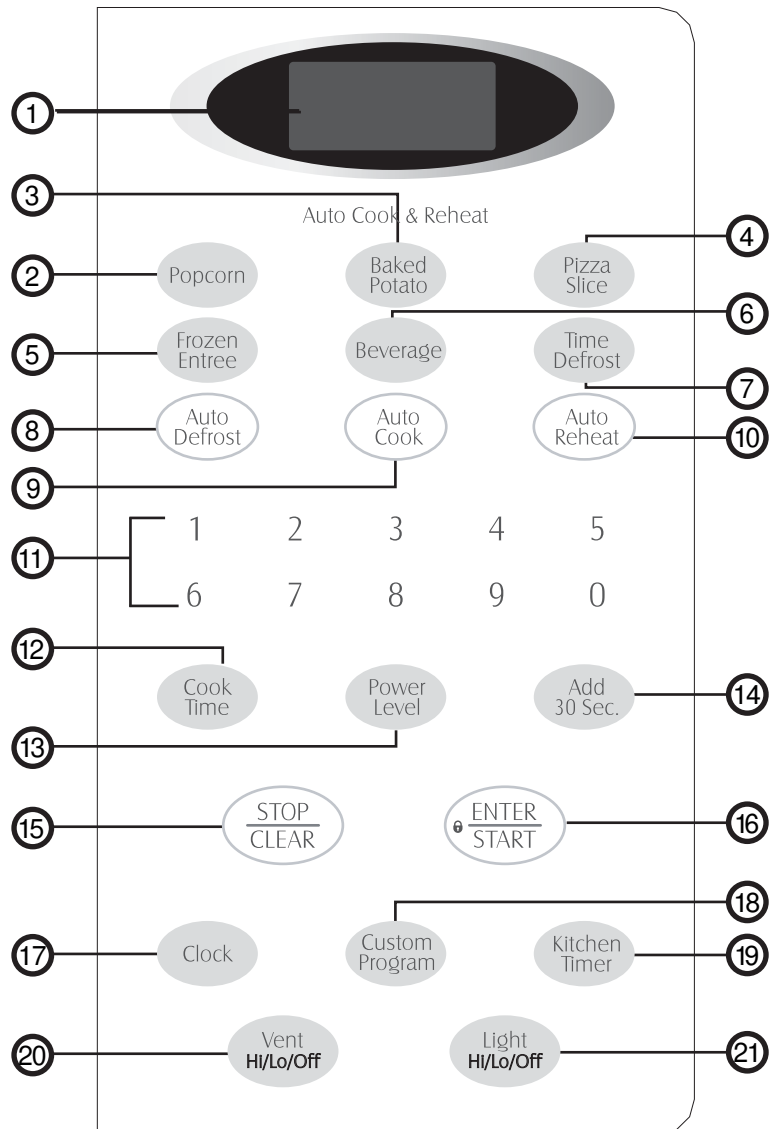 1
3
Auto Cook & Reheat
4
2
Popcorn
Baked
Potato
Pizza
Slice
6
5
Frozen
Entree
Beverage
Time
Defrost
7
8
Auto
Defrost
Auto
Cook
Auto
Reheat
10
9
11
1 2 3 4 5
6 7 8 9 0
12
Cook
Time
Power
Level
Add
30 Sec.
14
13
15
STOP
CLEAR
ENTER
START
16
18
17
Clock
Custom
Program
Kitchen
Timer
19
20
Vent
HI/Lo/Off
Light
HI/Lo/Off
21